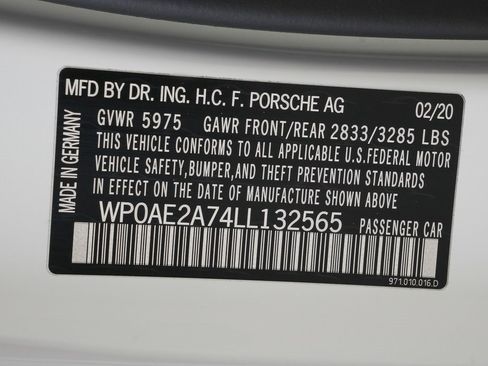 MFD BY DR. ING. H.C. F. PORSCHE AG 02/20
GVWR 5975 GAWR FRONT/REAR 2833/3285 LBS
THIS VEHICLE CONFORMS TO ALL APPLICABLE U.S.FEDERAL MOTOR
VEHICLE SAFETY,BUMPER,AND THEFT PREVENTION STANDARDS
IN EFFECT ON THE DATE OF MANUFACTURE SHOWN ABOVE.
WP0AE2A74LL132565 PASSENGER CAR
MADE IN GERMANY
971.010.016.D